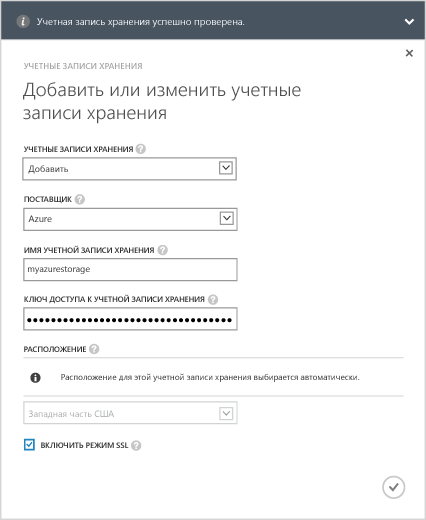 Учетная запись хранения успешно проверена.
УЧЕТНЫЕ ЗАПИСИ ХРАНЕНИЯ
Добавить или изменить учетные
записи хранения
УЧЕТНЫЕ ЗАПИСИ ХРАНЕНИЯ
Добавить
ПОСТАВЩИК
Azure
ИМЯ УЧЕТНОЙ ЗАПИСИ ХРАНЕНИЯ
myazurestorage
КЛЮЧ ДОСТУПА К УЧЕТНОЙ ЗАПИСИ ХРАНЕНИЯ
РАСПОЛОЖЕНИЕ
Расположение для этой учетной записи хранения выбирается автоматически.
Западная часть США
ВКЛЮЧИТЬ РЕЖИМ SSL